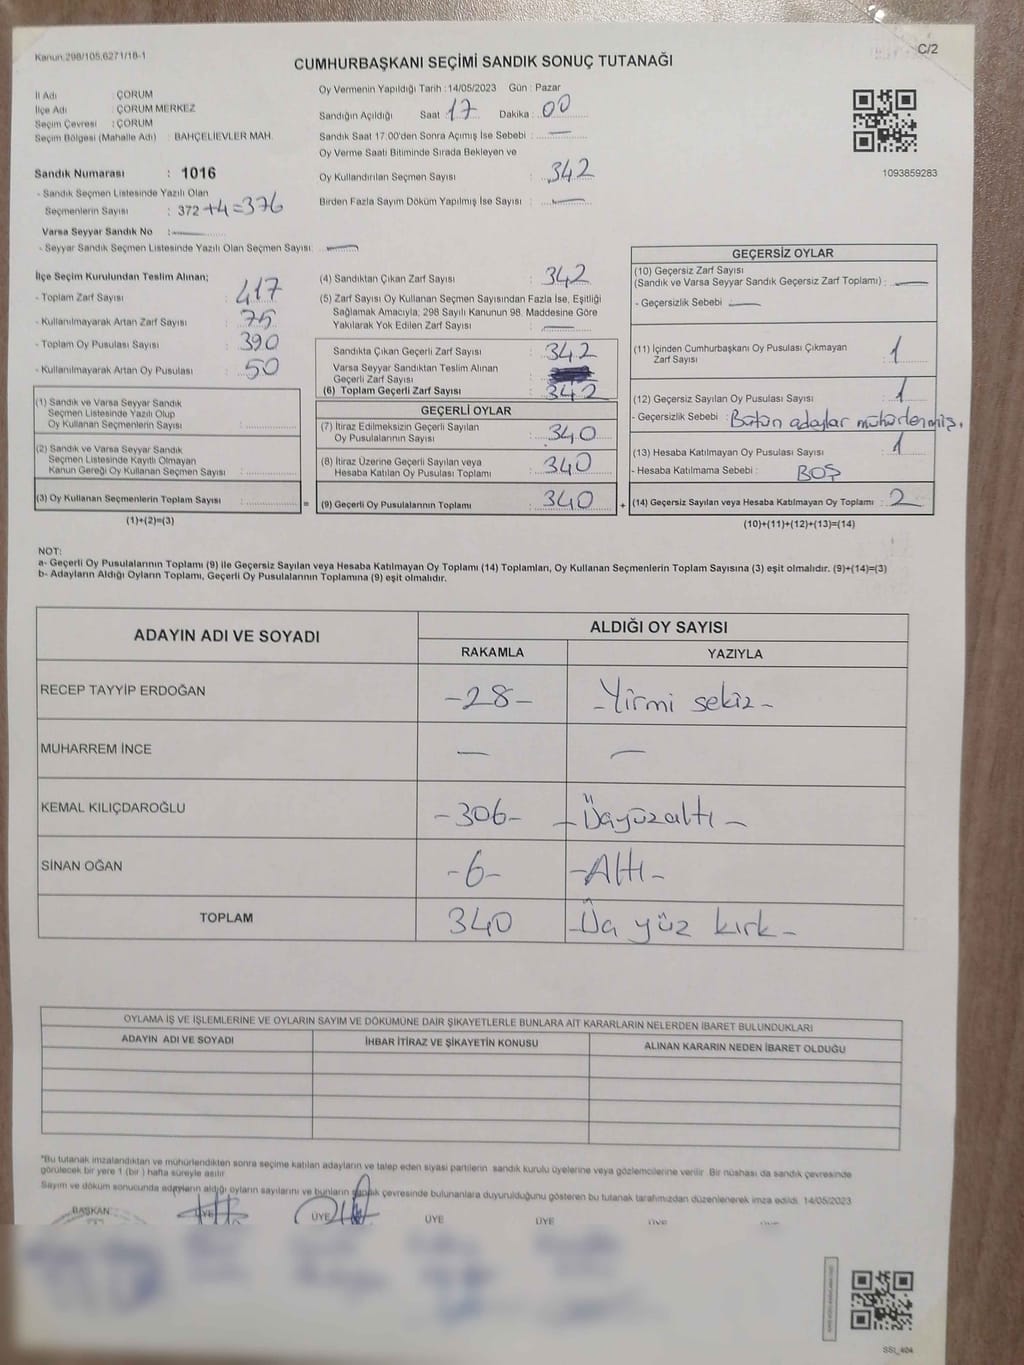 Kanun:298/105,6271/18-1
C/2
CUMHURBAŞKANI SEÇİMİ SANDIK SONUÇ TUTANAĞI
İl Adı : ÇORUM
İlçe Adı : ÇORUM MERKEZ
Seçim Çevresi : ÇORUM
Seçim Bölgesi (Mahalle Adı) : BAHÇELİEVLER MAH.
Sandık Numarası : 1016
- Sandık Seçmen Listesinde Yazılı Olan
Seçmenlerin Sayısı : 372 +4=376
Varsa Seyyar Sandık No :
- Seyyar Sandık Seçmen Listesinde Yazılı Olan Seçmen Sayısı: —
Oy Vermenin Yapıldığı Tarih : 14/05/2023 Gün : Pazar
Sandığın Açıldığı Saat : 17 Dakika : 00
Sandık Saat 17.00'den Sonra Açımış İse Sebebi : —
Oy Verme Saati Bitiminde Sırada Bekleyen ve
Oy Kullandırılan Seçmen Sayısı : 342
Birden Fazla Sayım Döküm Yapılmış İse Sayısı : —
1093859283
İlçe Seçim Kurulundan Teslim Alınan;
- Toplam Zarf Sayısı : 417
- Kullanılmayarak Artan Zarf Sayısı : 75
- Toplam Oy Pusulası Sayısı : 390
- Kullanılmayarak Artan Oy Pusulası : 50
(1) Sandık ve Varsa Seyyar Sandık
Seçmen Listesinde Yazılı Olup
Oy Kullanan Seçmenlerin Sayısı :
(2) Sandık ve Varsa Seyyar Sandık
Seçmen Listesinde Kayıtlı Olmayan
Kanun Gereği Oy Kullanan Seçmen Sayısı :
(3) Oy Kullanan Seçmenlerin Toplam Sayısı :
(1)+(2)=(3)
(4) Sandıktan Çıkan Zarf Sayısı : 342
(5) Zarf Sayısı Oy Kullanan Seçmen Sayısından Fazla İse, Eşitliği
Sağlamak Amacıyla, 298 Sayılı Kanunun 98. Maddesine Göre
Yakılarak Yok Edilen Zarf Sayısı : —
Sandıkta Çıkan Geçerli Zarf Sayısı : 342
Varsa Seyyar Sandıktan Teslim Alınan
Geçerli Zarf Sayısı :
(6) Toplam Geçerli Zarf Sayısı : 342
GEÇERLİ OYLAR
(7) İtiraz Edilmeksizin Geçerli Sayılan
Oy Pusulalarının Sayısı : 340
(8) İtiraz Üzerine Geçerli Sayılan veya
Hesaba Katılan Oy Pusulası Toplamı : 340
= (9) Geçerli Oy Pusulalarının Toplamı : 340 +
GEÇERSİZ OYLAR
(10) Geçersiz Zarf Sayısı
(Sandık ve Varsa Seyyar Sandık Geçersiz Zarf Toplamı) : —
- Geçersizlik Sebebi : —
(11) İçinden Cumhurbaşkanı Oy Pusulası Çıkmayan
Zarf Sayısı : 1
(12) Geçersiz Sayılan Oy Pusulası Sayısı : 1
- Geçersizlik Sebebi : Bütün adaylar mühürlenmiş.
(13) Hesaba Katılmayan Oy Pusulası Sayısı : 1
- Hesaba Katılmama Sebebi : BOŞ
(14) Geçersiz Sayılan veya Hesaba Katılmayan Oy Toplamı : 2
(10)+(11)+(12)+(13)=(14)
NOT:
a- Geçerli Oy Pusulalarının Toplamı (9) ile Geçersiz Sayılan veya Hesaba Katılmayan Oy Toplamı (14) Toplamları, Oy Kullanan Seçmenlerin Toplam Sayısına (3) eşit olmalıdır. (9)+(14)=(3)
b- Adayların Aldığı Oyların Toplamı, Geçerli Oy Pusulalarının Toplamına (9) eşit olmalıdır.
ADAYIN ADI VE SOYADI
ALDIĞI OY SAYISI
RAKAMLA YAZIYLA
RECEP TAYYİP ERDOĞAN -28- -Yirmi sekiz-
MUHARREM İNCE — —
KEMAL KILIÇDAROĞLU -306- -Üçyüzaltı-
SİNAN OĞAN -6- -Altı-
TOPLAM 340 -Üç yüz kırk-
OYLAMA İŞ VE İŞLEMLERİNE VE OYLARIN SAYIM VE DÖKÜMÜNE DAİR ŞİKAYETLERLE BUNLARA AİT KARARLARIN NELERDEN İBARET BULUNDUKLARI
ADAYIN ADI VE SOYADI İHBAR İTİRAZ VE ŞİKAYETİN KONUSU ALINAN KARARIN NEDEN İBARET OLDUĞU
*Bu tutanak imzalandıktan ve mühürlendikten sonra seçime katılan adayların ve talep eden siyasi partilerin sandık kurulu üyelerine veya gözlemcilerine verilir. Bir nüshası da sandık çevresinde
görülecek bir yere 1 (bir ) hafta süreyle asılır.
Sayım ve döküm sonucunda adayların aldığı oyların sayılarını ve bunların sandık çevresinde bulunanlara duyurulduğunu gösteren bu tutanak tarafımızdan düzenlenerek imza edildi. 14/05/2023
BAŞKAN ÜYE ÜYE ÜYE ÜYE ÜYE
SSI_404